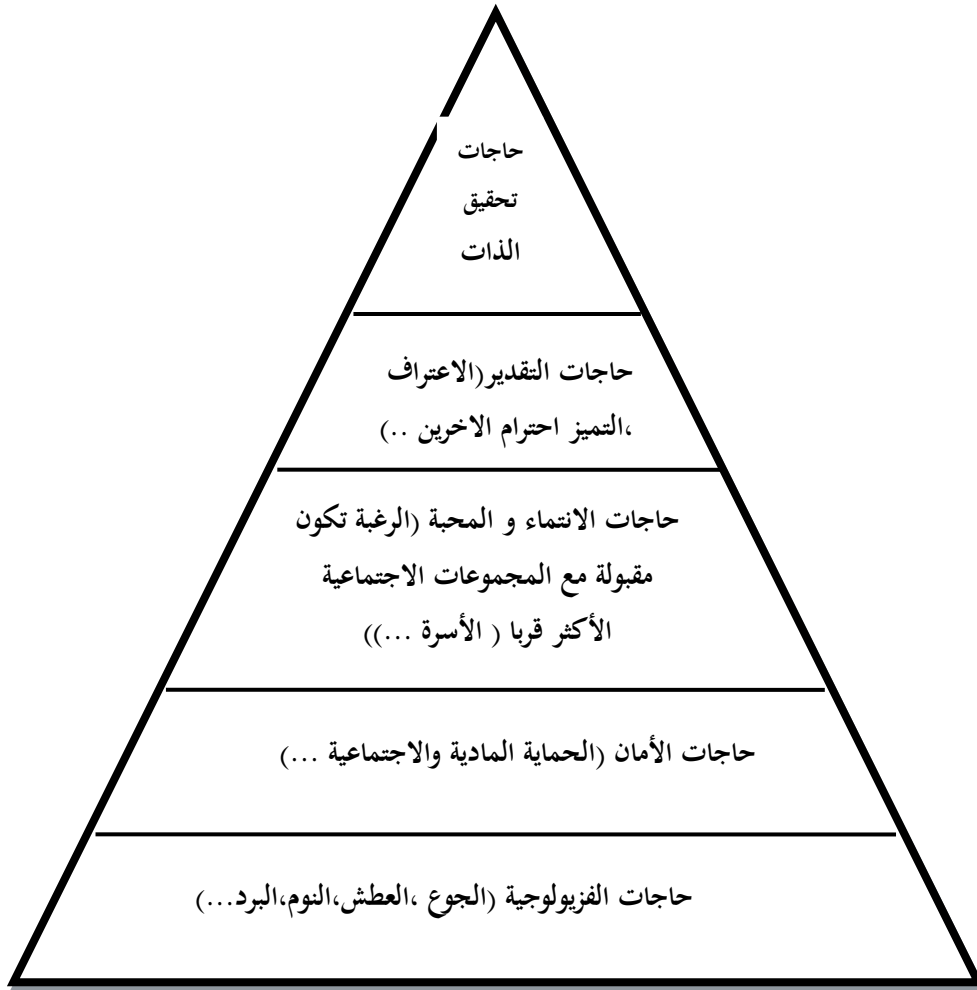 حاجات
تحقيق
الذات
حاجات التقدير(الاعتراف
،التميز احترام الاخرين ..)
حاجات الانتماء و المحبة (الرغبة تكون
مقبولة مع المجموعات الاجتماعية
الأكثر قربا ( الأسرة ...))
حاجات الأمان (الحماية المادية والاجتماعية ...)
حاجات الفزيولوجية (الجوع ،العطش،النوم،البرد...)